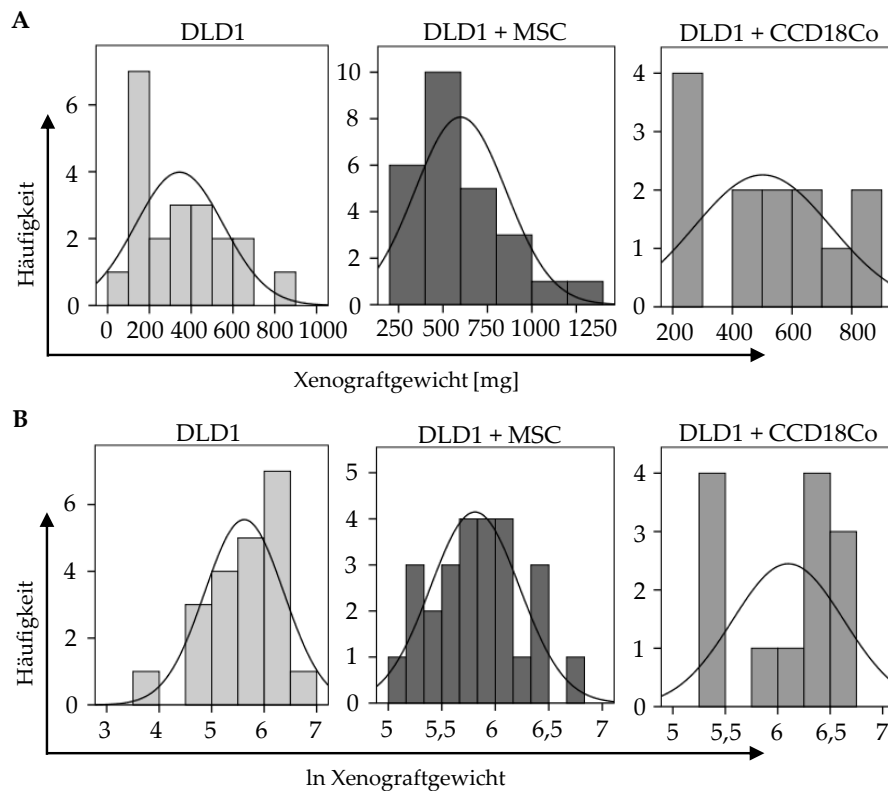 A
DLD1
DLD1 + MSC
DLD1 + CCD18Co
Häufigkeit
6
4
2
0
10
8
6
4
2
0
4
3
2
1
0
0 200 400 600 800 1000
250 500 750 1000 1250
200 400 600 800
Xenograftgewicht [mg]
B
DLD1
DLD1 + MSC
DLD1 + CCD18Co
Häufigkeit
6
4
2
0
5
4
3
2
1
0
4
3
2
1
0
3 4 5 6 7
5 5,5 6 6,5 7
5 5,5 6 6,5 7
ln Xenograftgewicht